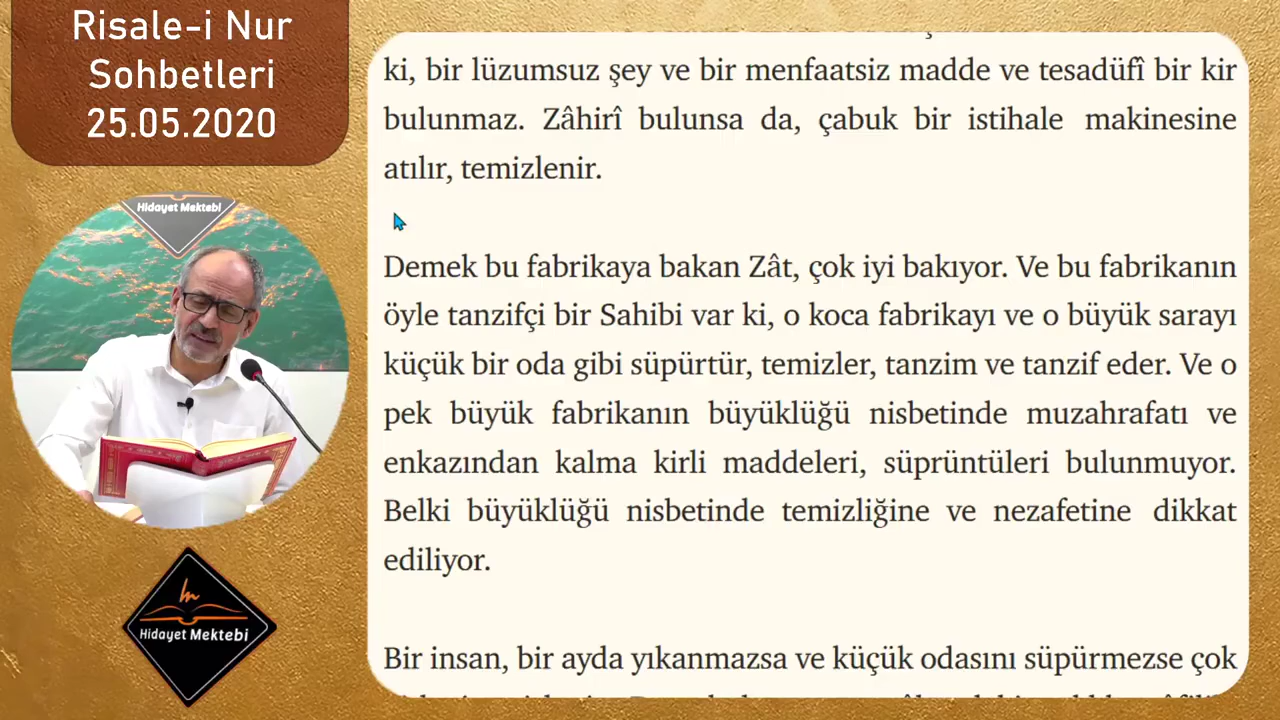 Risale-i Nur
Sohbetleri
25.05.2020
Hidayet Mektebi
Hidayet Mektebi
ki, bir lüzumsuz şey ve bir menfaatsiz madde ve tesadüfî bir kir
bulunmaz. Zâhirî bulunsa da, çabuk bir istihale makinesine
atılır, temizlenir.
Demek bu fabrikaya bakan Zât, çok iyi bakıyor. Ve bu fabrikanın
öyle tanzifçi bir Sahibi var ki, o koca fabrikayı ve o büyük sarayı
küçük bir oda gibi süpürtür, temizler, tanzim ve tanzif eder. Ve o
pek büyük fabrikanın büyüklüğü nisbetinde muzahrafatı ve
enkazından kalma kirli maddeleri, süprüntüleri bulunmuyor.
Belki büyüklüğü nisbetinde temizliğine ve nezafetine dikkat
ediliyor.
Bir insan, bir ayda yıkanmazsa ve küçük odasını süpürmezse çok